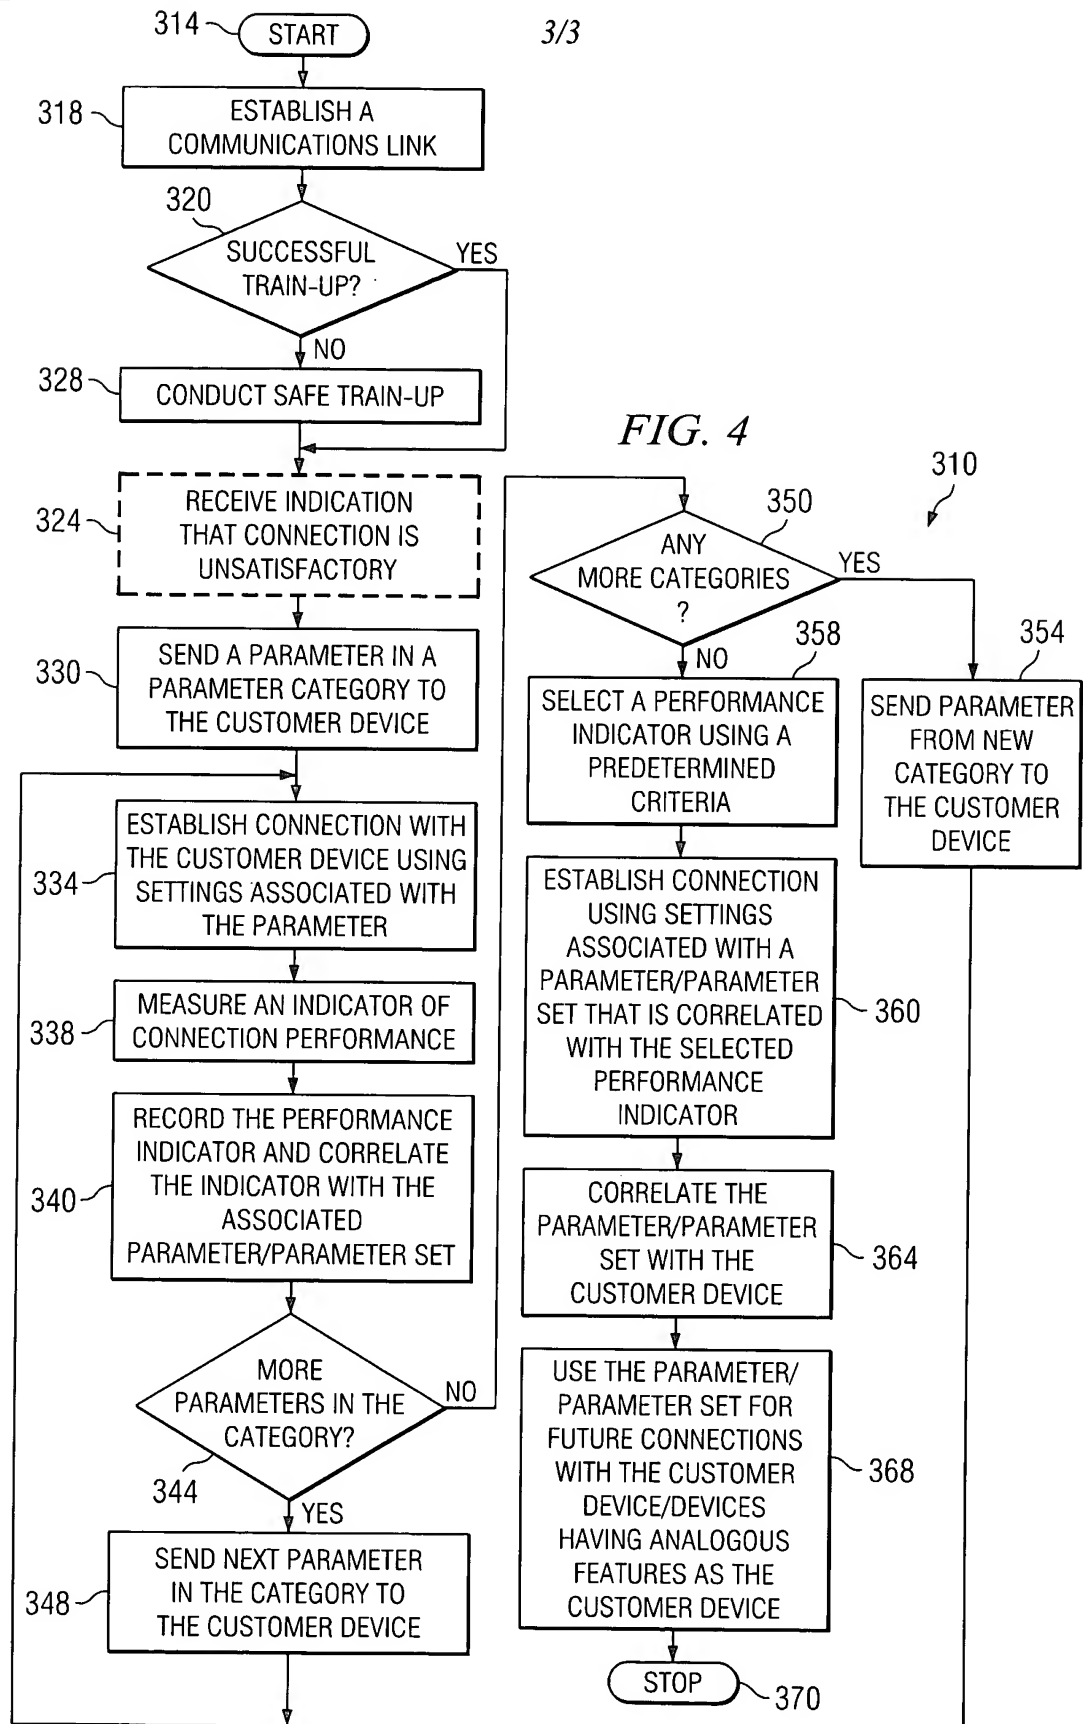 314
START
3/3
318
ESTABLISH A
COMMUNICATIONS LINK
320
SUCCESSFUL
TRAIN-UP?
YES
NO
328
CONDUCT SAFE TRAIN-UP
FIG. 4
310
324
RECEIVE INDICATION
THAT CONNECTION IS
UNSATISFACTORY
330
SEND A PARAMETER IN A
PARAMETER CATEGORY TO
THE CUSTOMER DEVICE
334
ESTABLISH CONNECTION WITH
THE CUSTOMER DEVICE USING
SETTINGS ASSOCIATED WITH
THE PARAMETER
338
MEASURE AN INDICATOR OF
CONNECTION PERFORMANCE
340
RECORD THE PERFORMANCE
INDICATOR AND CORRELATE
THE INDICATOR WITH THE
ASSOCIATED
PARAMETER/PARAMETER SET
MORE
PARAMETERS IN THE
CATEGORY?
NO
344
YES
348
SEND NEXT PARAMETER
IN THE CATEGORY TO
THE CUSTOMER DEVICE
350
ANY
MORE CATEGORIES
?
YES
NO
354
SEND PARAMETER
FROM NEW
CATEGORY TO
THE CUSTOMER
DEVICE
358
SELECT A PERFORMANCE
INDICATOR USING A
PREDETERMINED
CRITERIA
ESTABLISH CONNECTION
USING SETTINGS
ASSOCIATED WITH A
PARAMETER/PARAMETER
SET THAT IS CORRELATED
WITH THE SELECTED
PERFORMANCE
INDICATOR
360
CORRELATE THE
PARAMETER/PARAMETER
SET WITH THE
CUSTOMER DEVICE
364
USE THE PARAMETER/
PARAMETER SET FOR
FUTURE CONNECTIONS
WITH THE CUSTOMER
DEVICE/DEVICES
HAVING ANALOGOUS
FEATURES AS THE
CUSTOMER DEVICE
368
STOP
370